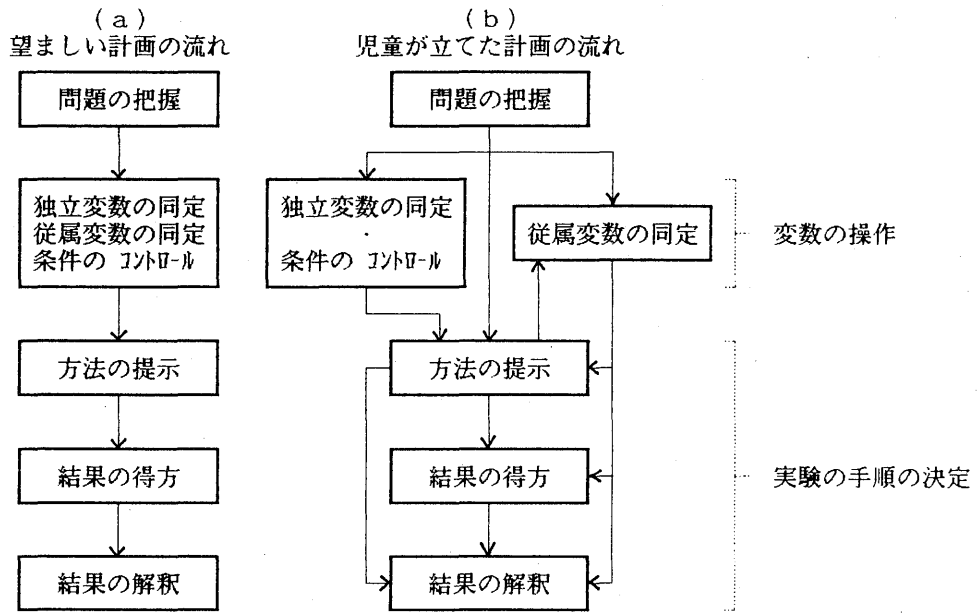 (a)
望ましい計画の流れ
問題の把握
独立変数の同定
従属変数の同定
条件の ｺﾝﾄﾛｰﾙ
方法の提示
結果の得方
結果の解釈
(b)
児童が立てた計画の流れ
問題の把握
独立変数の同定
・
条件の ｺﾝﾄﾛｰﾙ
従属変数の同定
方法の提示
結果の得方
結果の解釈
変数の操作
実験の手順の決定